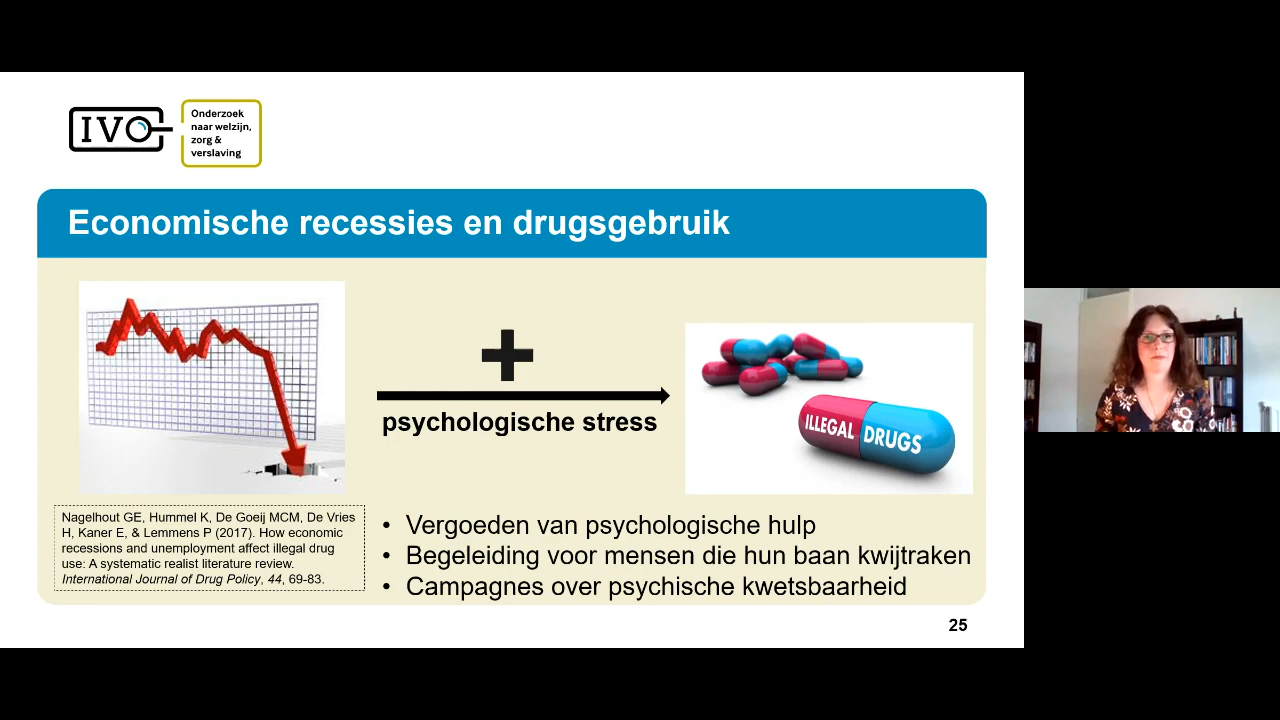 IVO
Onderzoek
naar welzijn,
zorg &
verslaving
Economische recessies en drugsgebruik
psychologische stress
ILLEGAL DRUGS
Nagelhout GE, Hummel K, De Goeij MCM, De Vries
H, Kaner E, & Lemmens P (2017). How economic
recessions and unemployment affect illegal drug
use: A systematic realist literature review.
International Journal of Drug Policy, 44, 69-83.
• Vergoeden van psychologische hulp
• Begeleiding voor mensen die hun baan kwijtraken
• Campagnes over psychische kwetsbaarheid
25